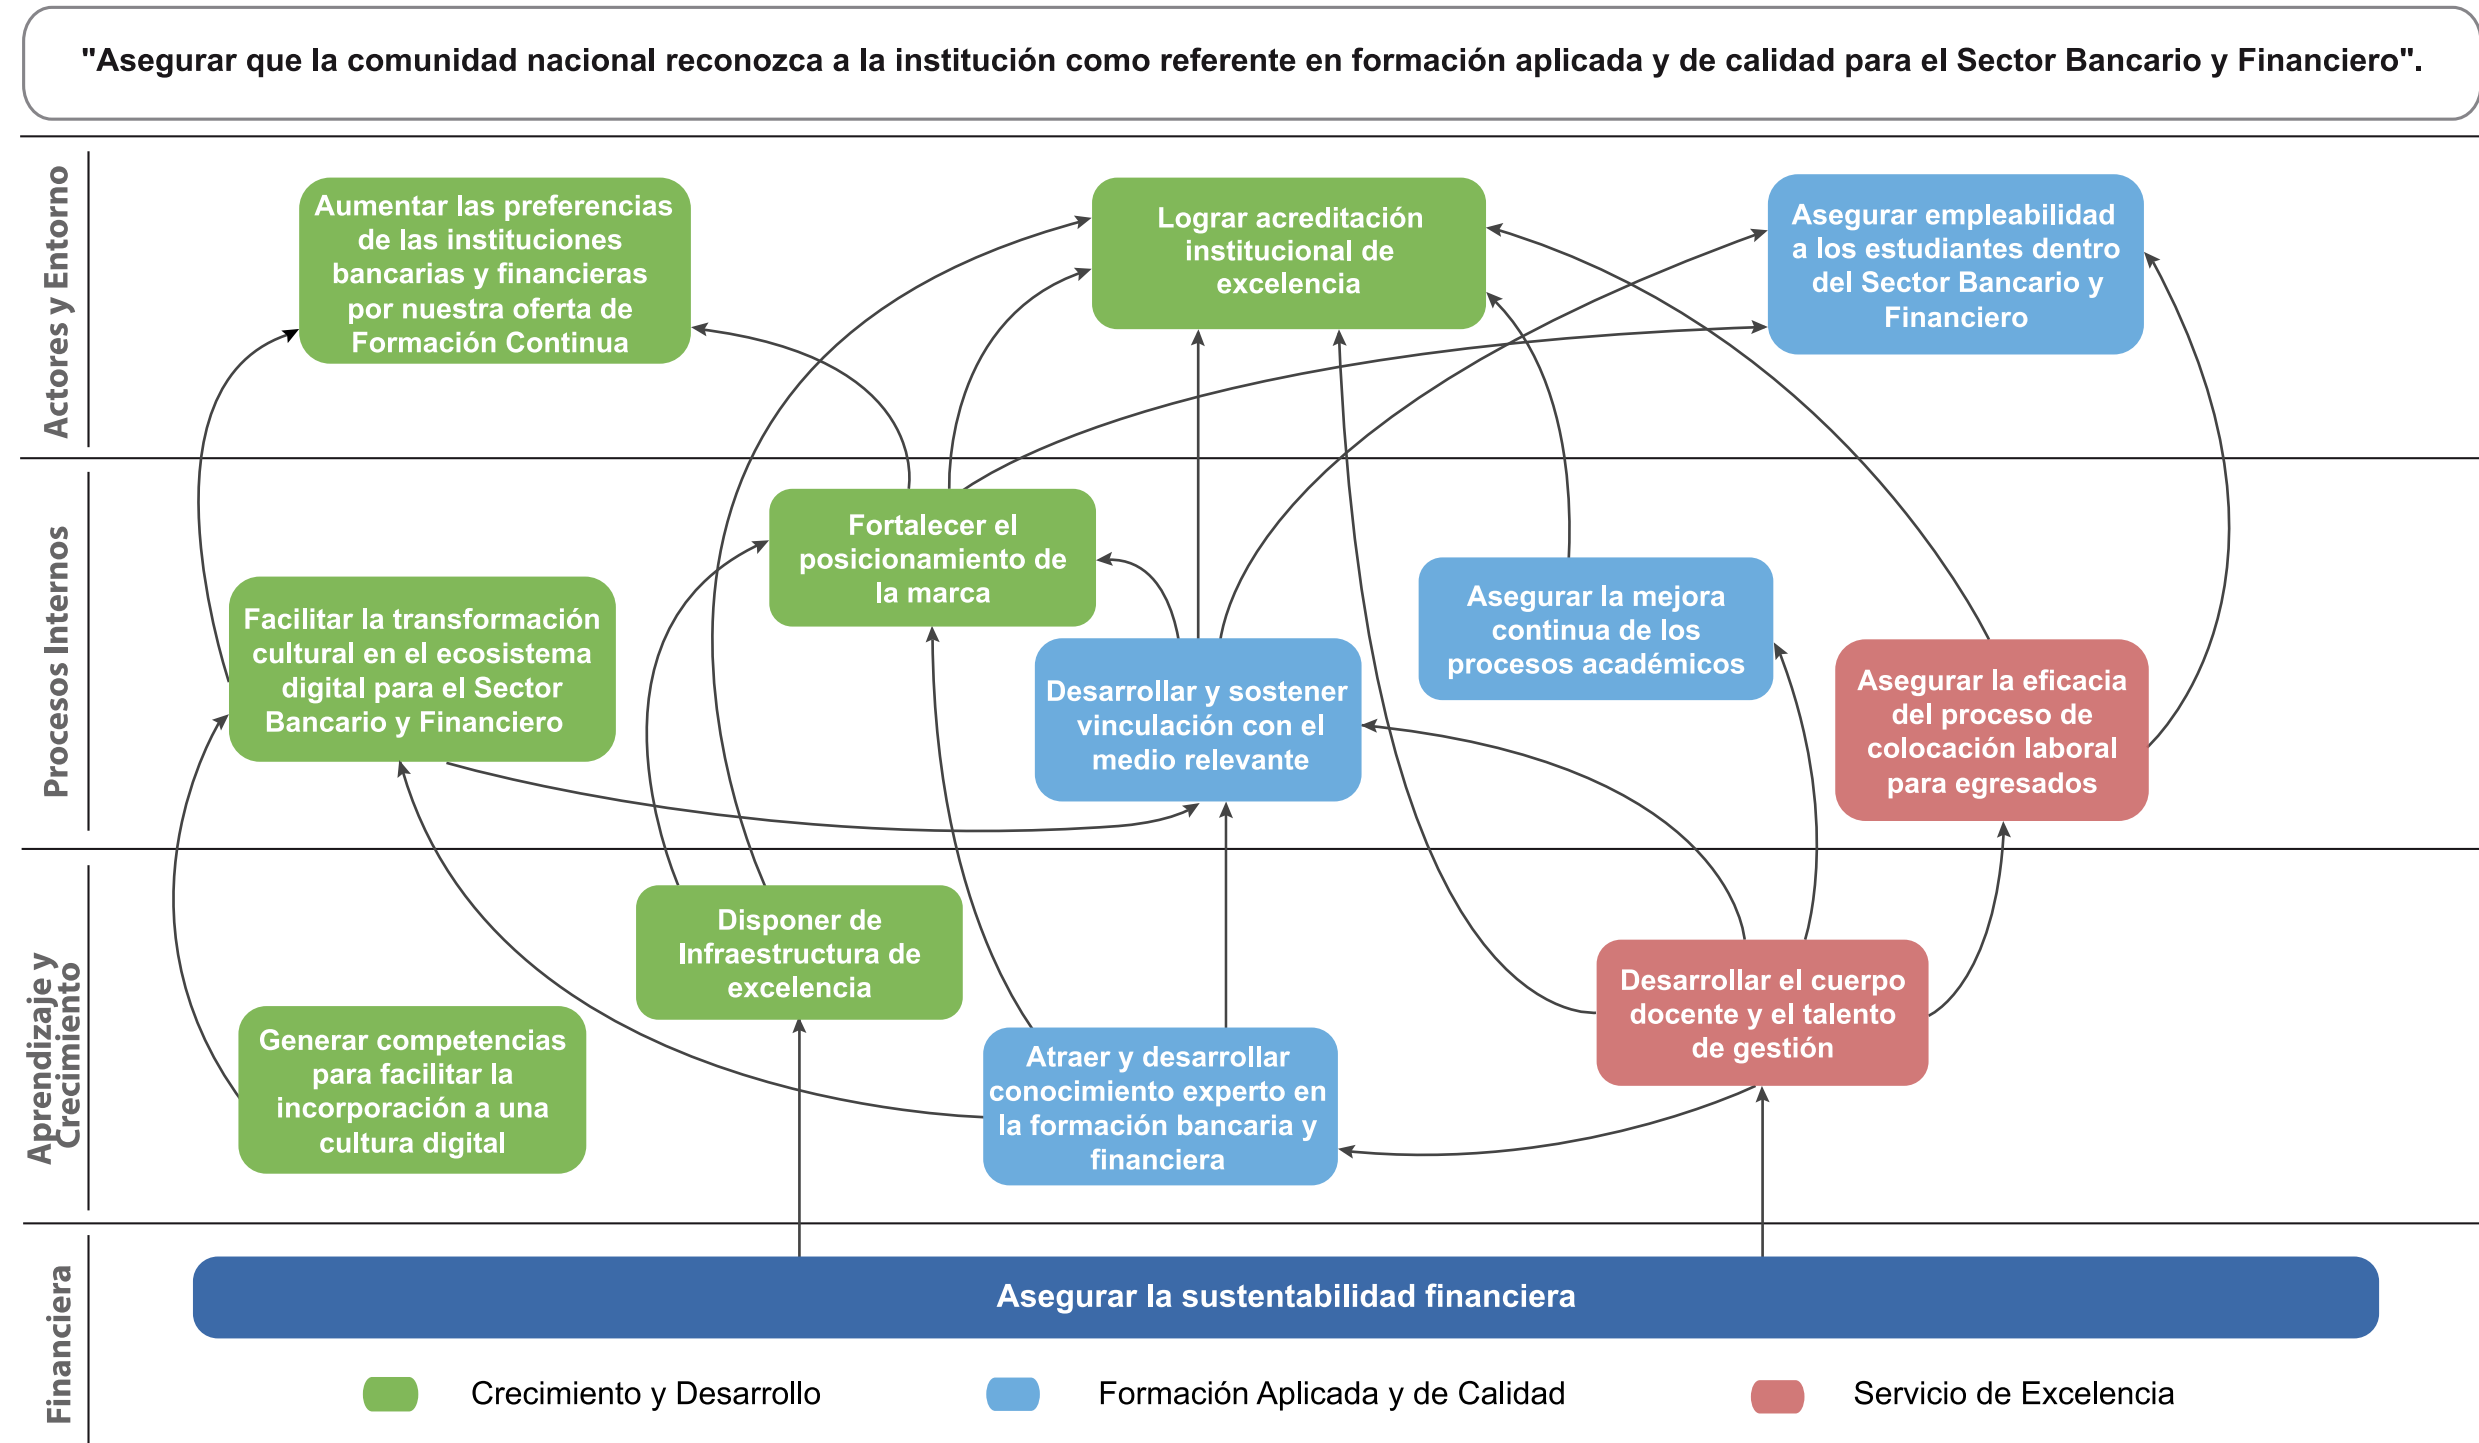 "Asegurar que la comunidad nacional reconozca a la institución como referente en formación aplicada y de calidad para el Sector Bancario y Financiero".
Actores y Entorno
Aumentar las preferencias
de las instituciones
bancarias y financieras
por nuestra oferta de
Formación Continua
Lograr acreditación
institucional de
excelencia
Asegurar empleabilidad
a los estudiantes dentro
del Sector Bancario y
Financiero
Procesos Internos
Facilitar la transformación
cultural en el ecosistema
digital para el Sector
Bancario y Financiero
Fortalecer el
posicionamiento de
la marca
Desarrollar y sostener
vinculación con el
medio relevante
Asegurar la mejora
continua de los
procesos académicos
Asegurar la eficacia
del proceso de
colocación laboral
para egresados
Aprendizaje y
Crecimiento
Generar competencias
para facilitar la
incorporación a una
cultura digital
Disponer de
Infraestructura de
excelencia
Atraer y desarrollar
conocimiento experto en
la formación bancaria y
financiera
Desarrollar el cuerpo
docente y el talento
de gestión
Financiera
Asegurar la sustentabilidad financiera
Crecimiento y Desarrollo
Formación Aplicada y de Calidad
Servicio de Excelencia